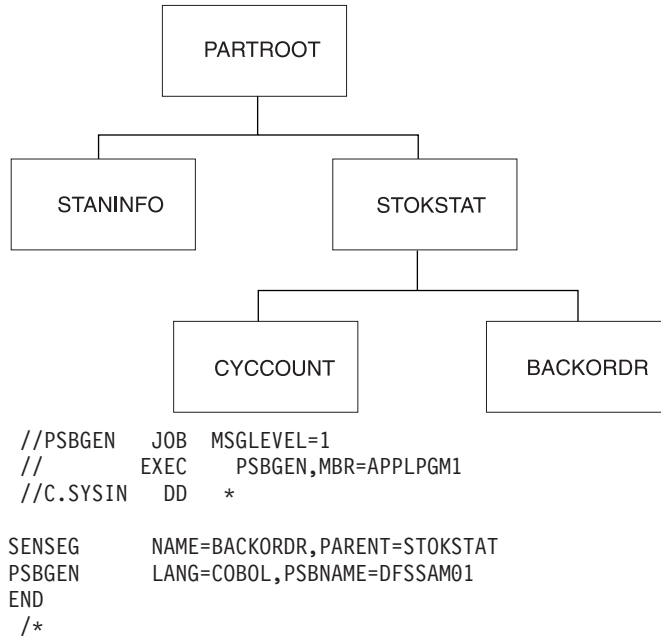 PARTROOT
STANINFO
STOKSTAT
CYCCOUNT
BACKORDR
//PSBGEN   JOB  MSGLEVEL=1
//         EXEC    PSBGEN,MBR=APPLPGM1
//C.SYSIN   DD   *
SENSEG      NAME=BACKORDR,PARENT=STOKSTAT
PSBGEN      LANG=COBOL,PSBNAME=DFSSAM01
END
/*